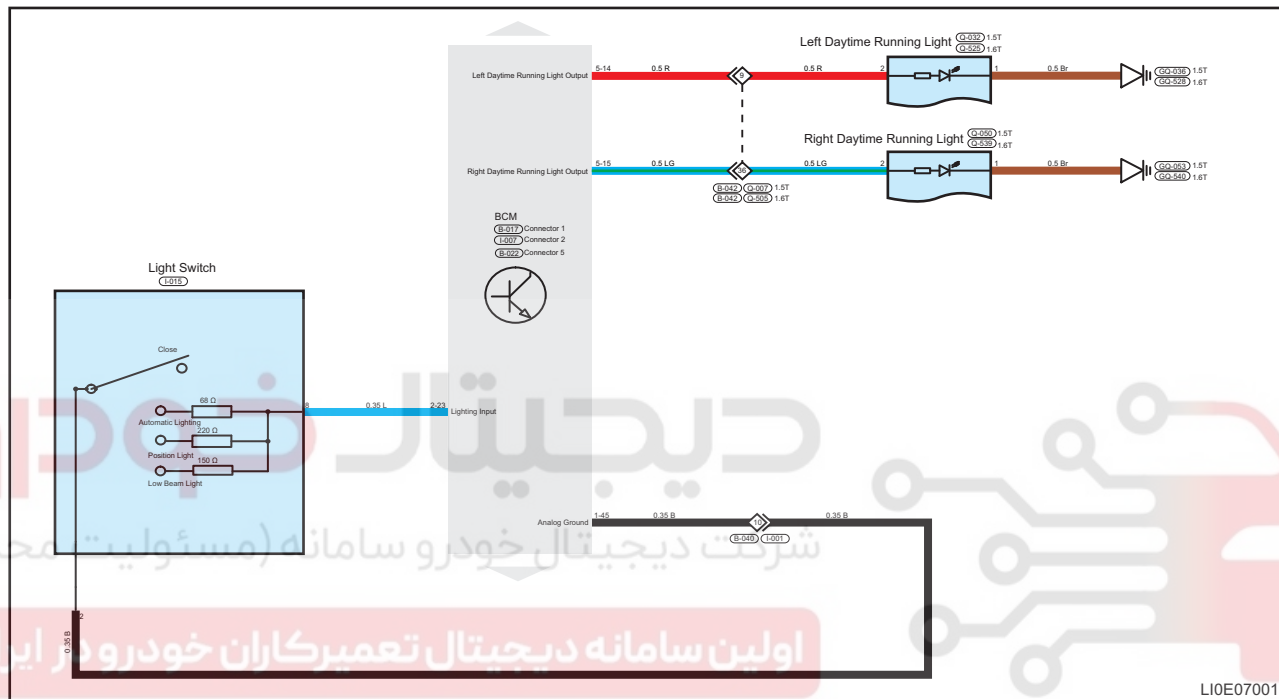 Left Daytime Running Light Q-032 1.5T
Q-525 1.6T
Left Daytime Running Light Output 5-14 0.5 R 9 0.5 R 2 1 0.5 Br GQ-036 1.5T
GQ-528 1.6T
Right Daytime Running Light Q-050 1.5T
Q-539 1.6T
Right Daytime Running Light Output 5-15 0.5 LG 36 0.5 LG 2 1 0.5 Br GQ-053 1.5T
GQ-540 1.6T
B-042 Q-007 1.5T
B-042 Q-505 1.6T
BCM
B-017 Connector 1
I-007 Connector 2
B-022 Connector 5
Light Switch
I-015
Close
68 Ω
Automatic Lighting
220 Ω
Position Light
150 Ω
Low Beam Light
8 0.35 L 2-23 Lighting Input
دیجیتال خودرو
Analog Ground 1-45 0.35 B 10 0.35 B
B-040 I-001
شرکت دیجیتال خودرو سامانه (مسئولیت
2
0.35 B
اولین سامانه دیجیتال تعمیرکاران خودرو در
LI0E07001